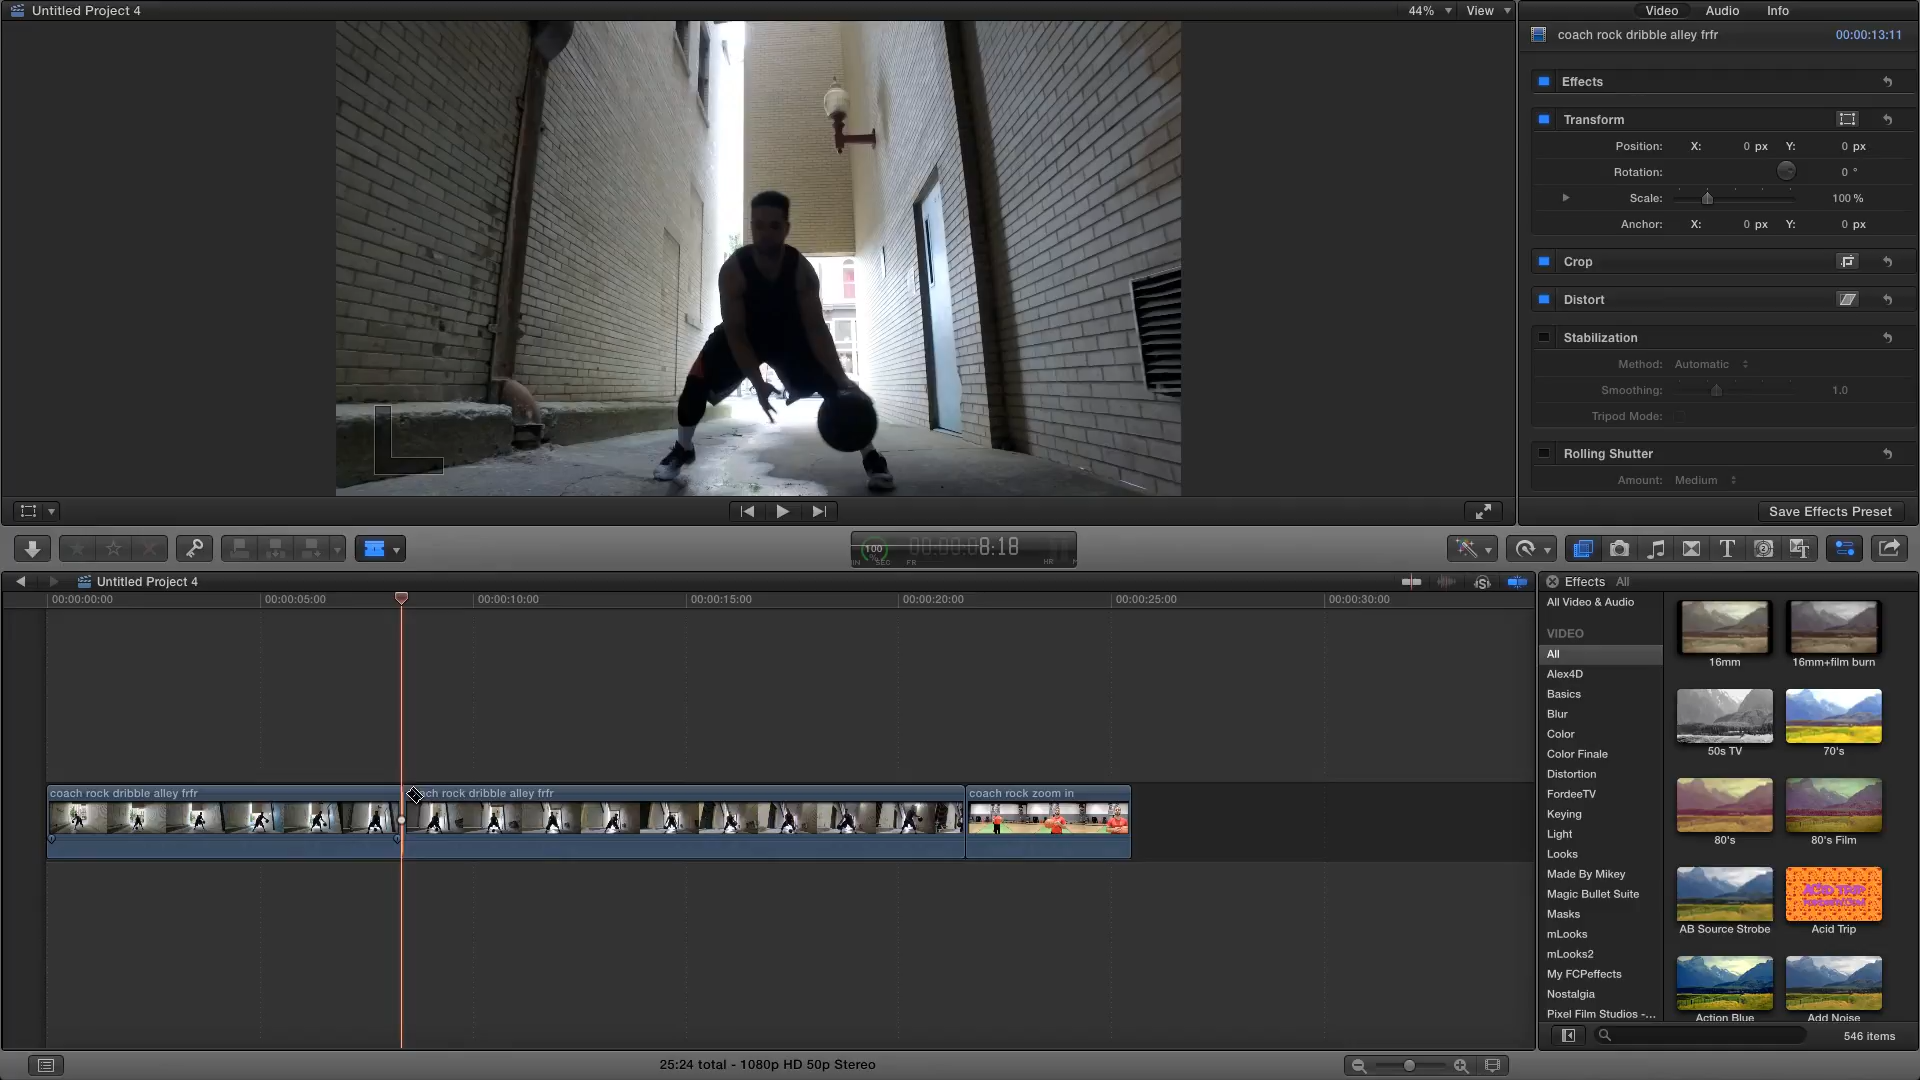 Untitled Project 4
44%
View
Video
Audio
Info
coach rock dribble alley frfr
00:00:13:11
Effects
Transform
Position: X: 0 px Y: 0 px
Rotation: 0 °
Scale: 100 %
Anchor: X: 0 px Y: 0 px
Crop
Distort
Stabilization
Method: Automatic
Smoothing: 1.0
Tripod Mode:
Rolling Shutter
Amount: Medium
Save Effects Preset
100
%
00:00:08:18
SEC FR HR
Untitled Project 4
00:00:00:00
00:00:05:00
00:00:10:00
00:00:15:00
00:00:20:00
00:00:25:00
00:00:30:00
coach rock dribble alley frfr
ch rock dribble alley frfr
coach rock zoom in
25:24 total - 1080p HD 50p Stereo
Effects All
All Video & Audio
VIDEO
All
Alex4D
Basics
Blur
Color
Color Finale
Distortion
FordeeTV
Keying
Light
Looks
Made By Mikey
Magic Bullet Suite
Masks
mLooks
mLooks2
My FCPeffects
Nostalgia
Pixel Film Studios -...
16mm
16mm+film burn
50s TV
70's
80's
80's Film
AB Source Strobe
ACID TRIP
Acid Trip
Action Blue
Add Noise
546 items